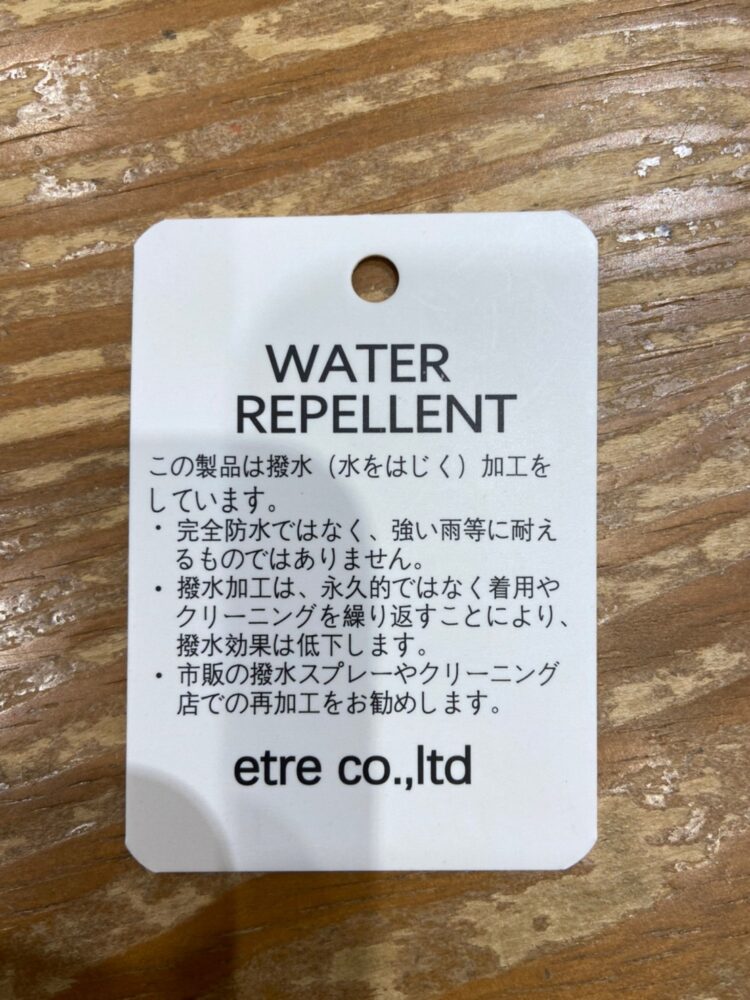 WATER
REPELLENT
この製品は撥水（水をはじく）加工を
しています。
・完全防水ではなく、強い雨等に耐え
るものではありません。
・撥水加工は、永久的ではなく着用や
クリーニングを繰り返すことにより、
撥水効果は低下します。
・市販の撥水スプレーやクリーニング
店での再加工をお勧めします。
etre co.,ltd